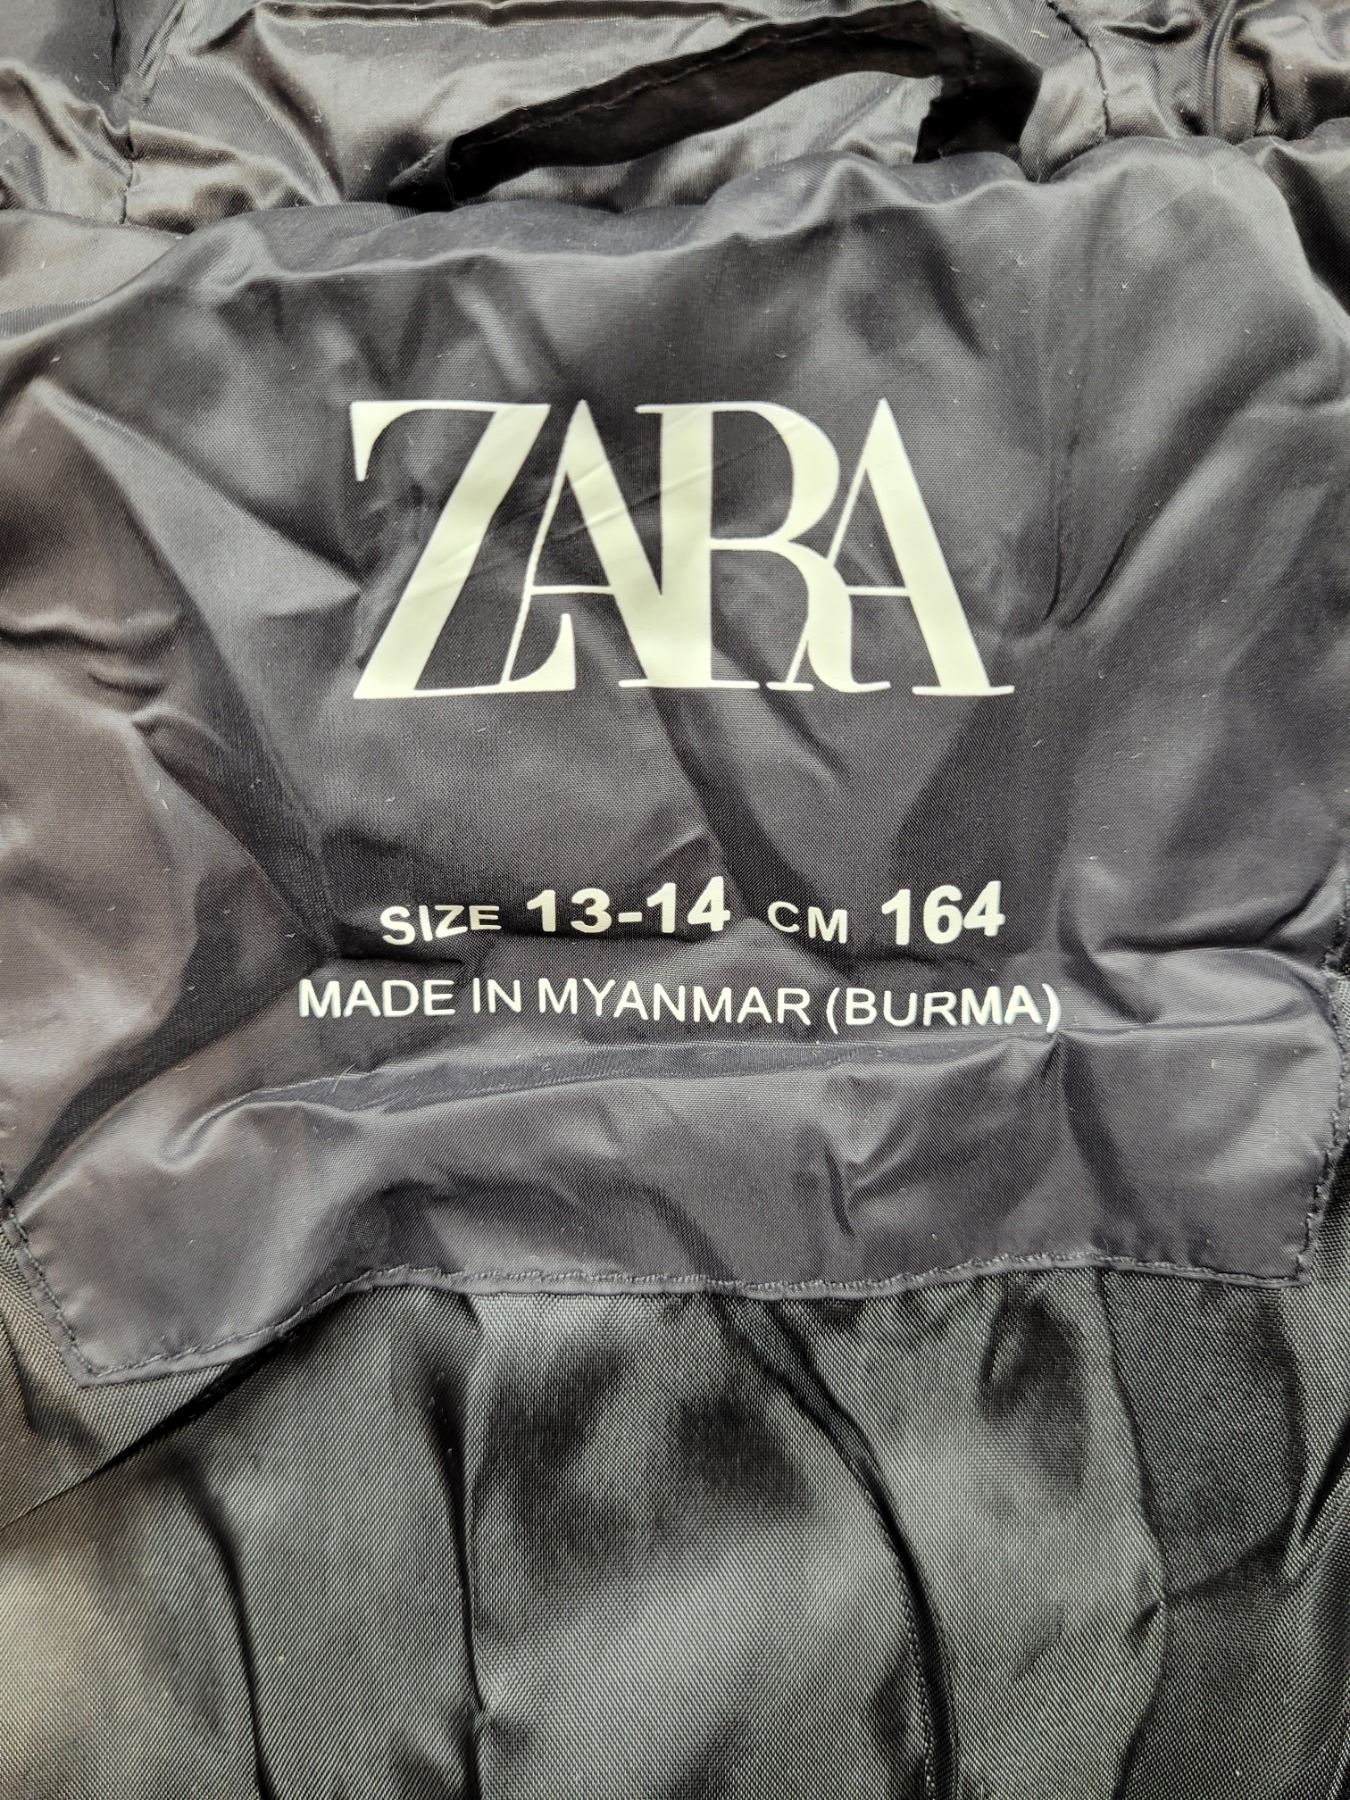 ZARA
SIZE 13-14 CM 164
MADE IN MYANMAR (BURMA)